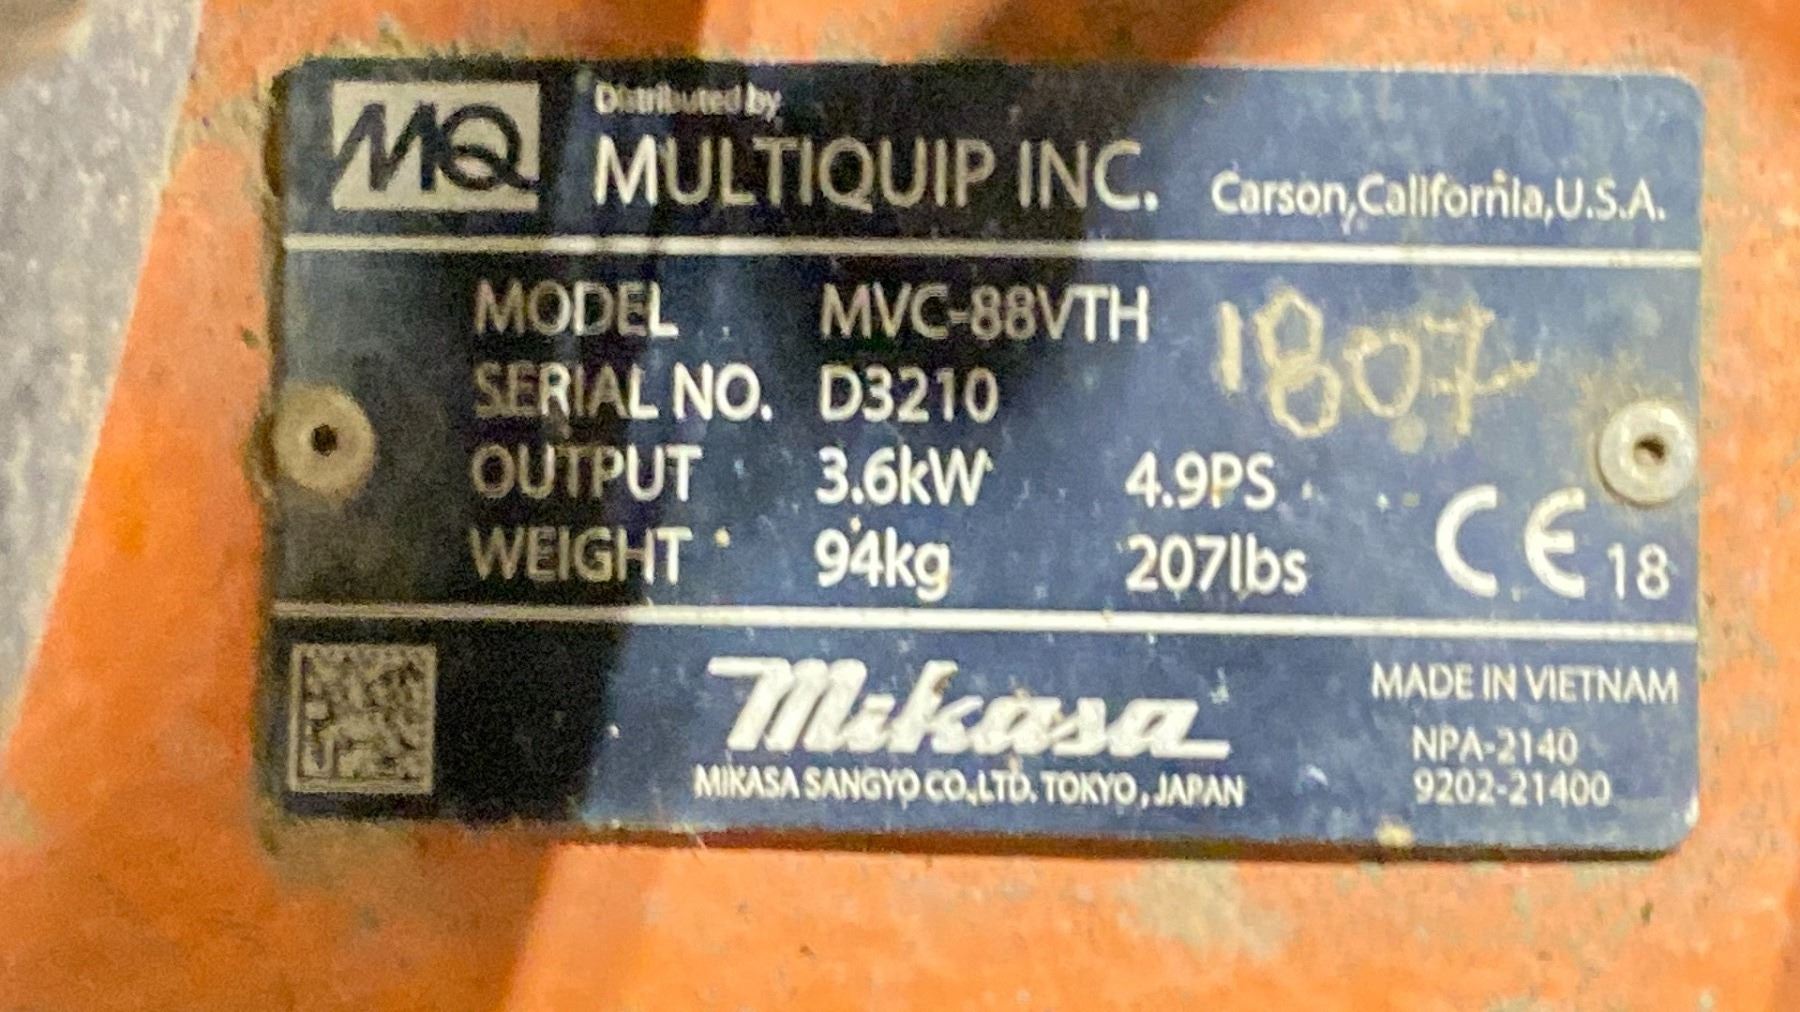 MQ
Distributed by
MULTIQUIP INC. Carson,California,U.S.A.
MODEL MVC-88VTH
1807
SERIAL NO. D3210
OUTPUT 3.6kW 4.9PS
WEIGHT 94kg 207lbs
CE 18
Mikasa
MIKASA SANGYO CO.,LTD. TOKYO, JAPAN
MADE IN VIETNAM
NPA-2140
9202-21400